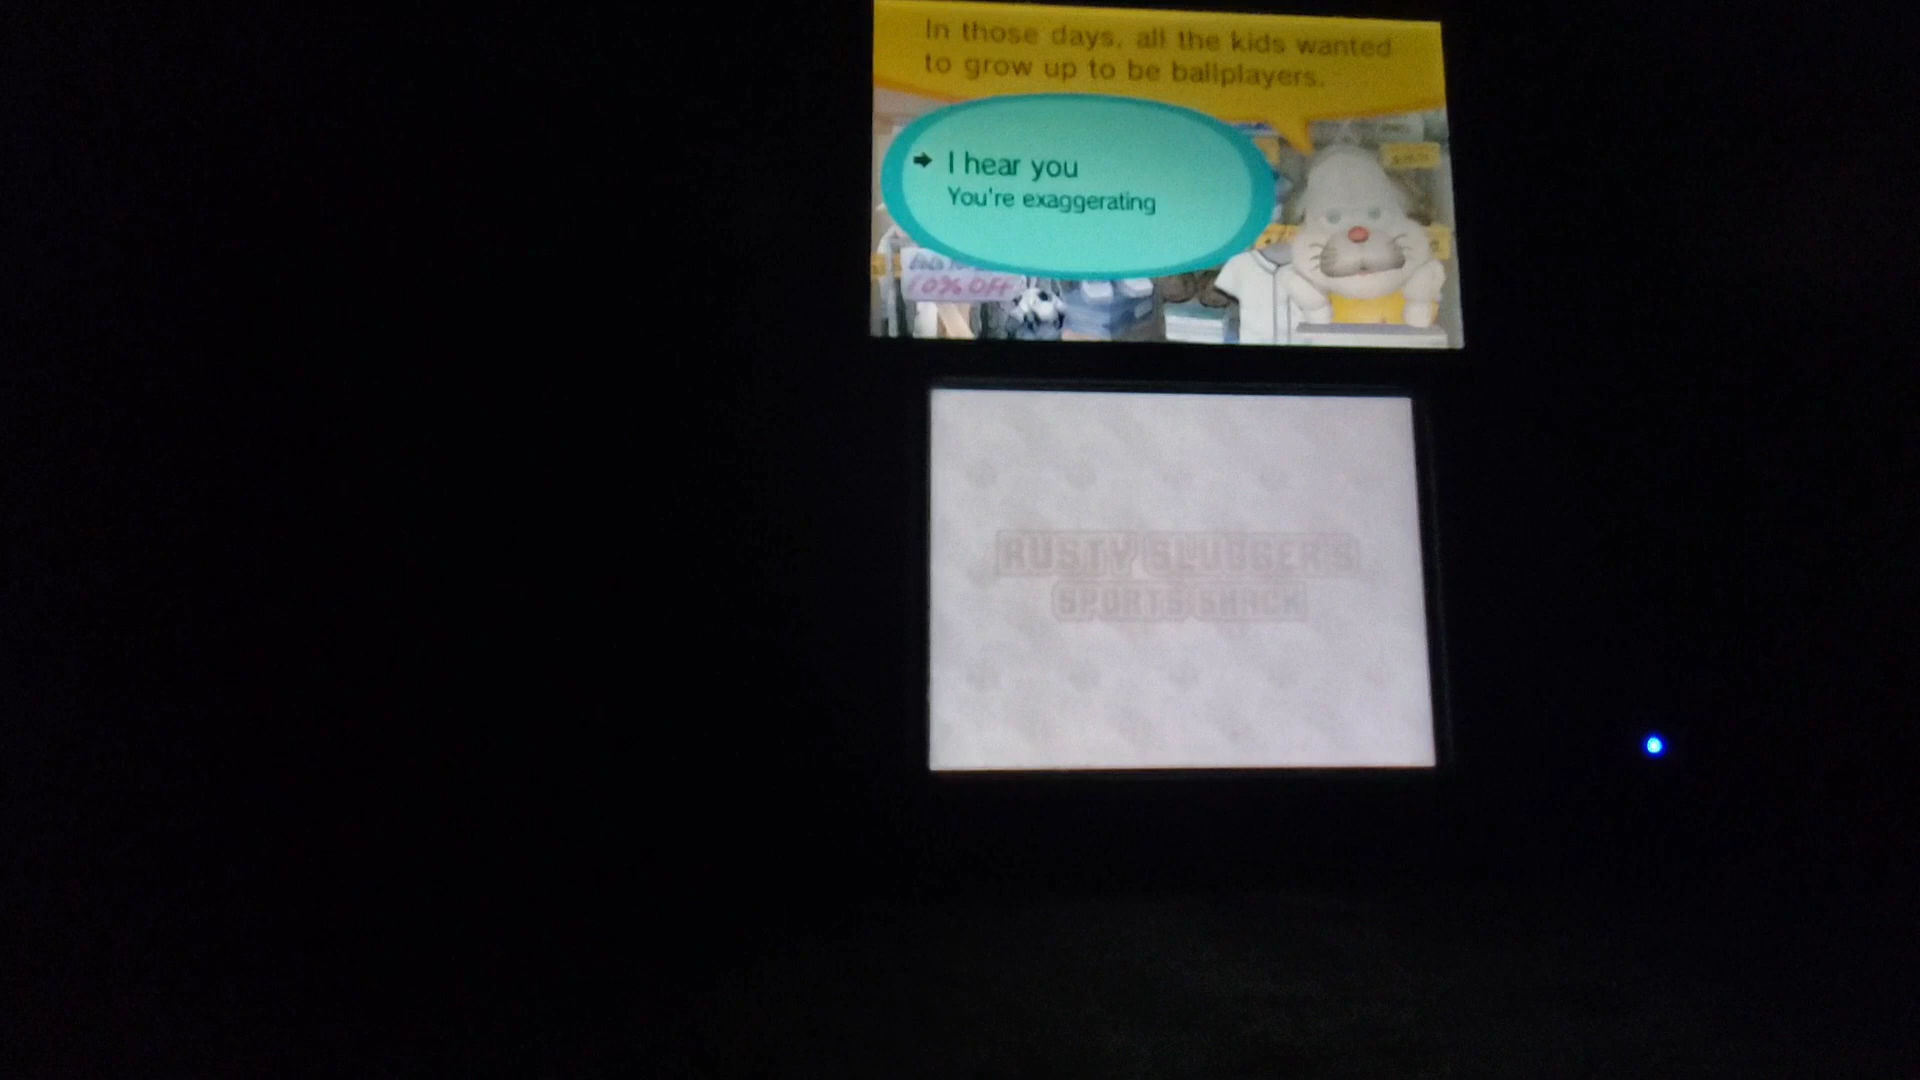 In those days, all the kids wanted
to grow up to be ballplayers.
I hear you
You're exaggerating
10% Off
RUSTY SLUGGER'S
SPORTS SHACK